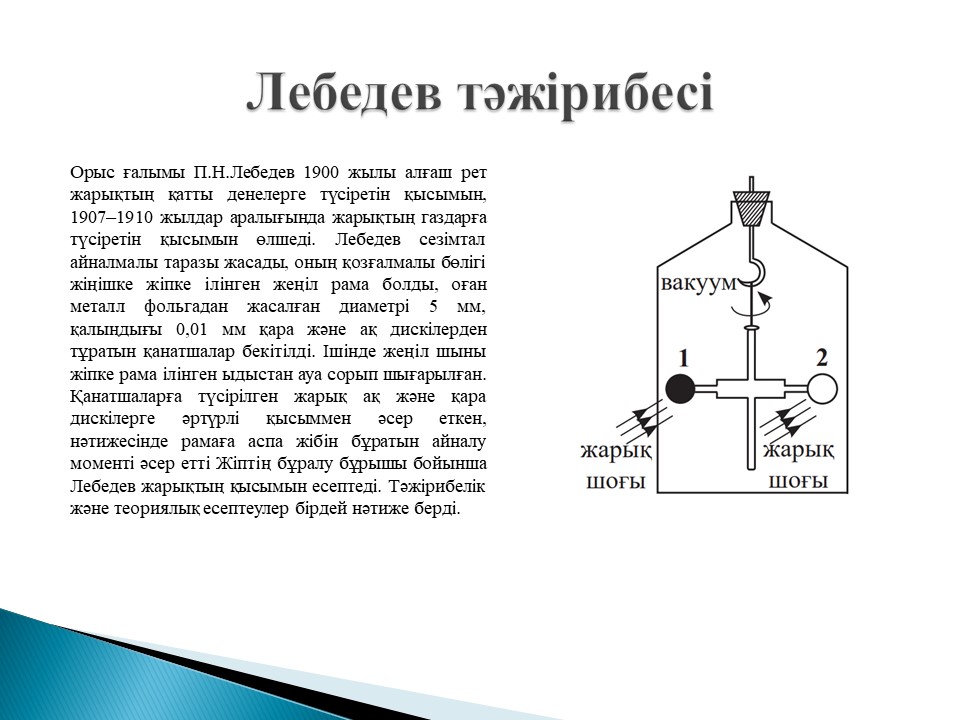 Лебедев тәжірибесі
Орыс ғалымы П.Н.Лебедев 1900 жылы алғаш рет
жарықтың қатты денелерге түсіретін қысымын,
1907–1910 жылдар аралығында жарықтың газдарға
түсіретін қысымын өлшеді. Лебедев сезімтал
айналмалы таразы жасады, оның қозғалмалы бөлігі
жіңішке жіпке ілінген жеңіл рама болды, оған
металл фольгадан жасалған диаметрі 5 мм,
қалыңдығы 0,01 мм қара және ақ дискілерден
тұратын қанатшалар бекітілді. Ішінде жеңіл шыны
жіпке рама ілінген ыдыстан ауа сорып шығарылған.
Қанатшаларға түсірілген жарық ақ және қара
дискілерге әртүрлі қысыммен әсер еткен,
нәтижесінде рамаға аспа жібін бұратын айналу
моменті әсер етті Жіптің бұралу бұрышы бойынша
Лебедев жарықтың қысымын есептеді. Тәжірибелік
және теориялық есептеулер бірдей нәтиже берді.
вакуум
1
2
жарық
шоғы
жарық
шоғы